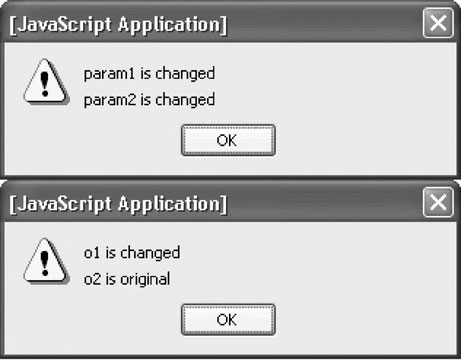 [JavaScript Application]
param1 is changed
param2 is changed
OK
[JavaScript Application]
o1 is changed
o2 is original
OK